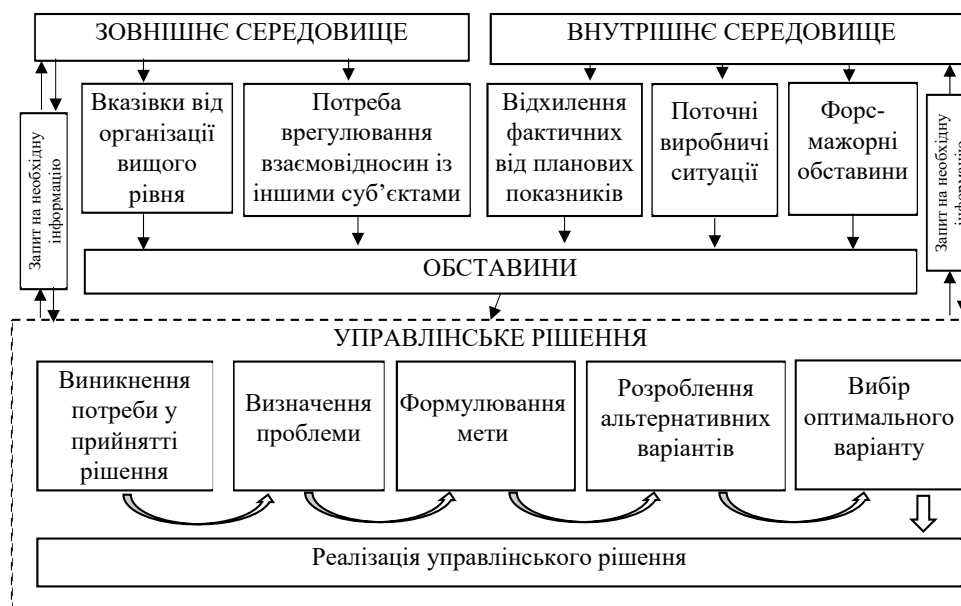 ЗОВНІШНЄ СЕРЕДОВИЩЕ
ВНУТРІШНЄ СЕРЕДОВИЩЕ
Запит на необхідну
інформацію
Вказівки від
організації
вищого
рівня
Потреба
врегулювання
взаємовідносин із
іншими суб’єктами
Відхилення
фактичних
від планових
показників
Поточні
виробничі
ситуації
Форс-
мажорні
обставини
Запит на необхідну
інформацію
ОБСТАВИНИ
УПРАВЛІНСЬКЕ РІШЕННЯ
Виникнення
потреби у
прийнятті
рішення
Визначення
проблеми
Формулювання
мети
Розроблення
альтернативних
варіантів
Вибір
оптимального
варіанту
Реалізація управлінського рішення